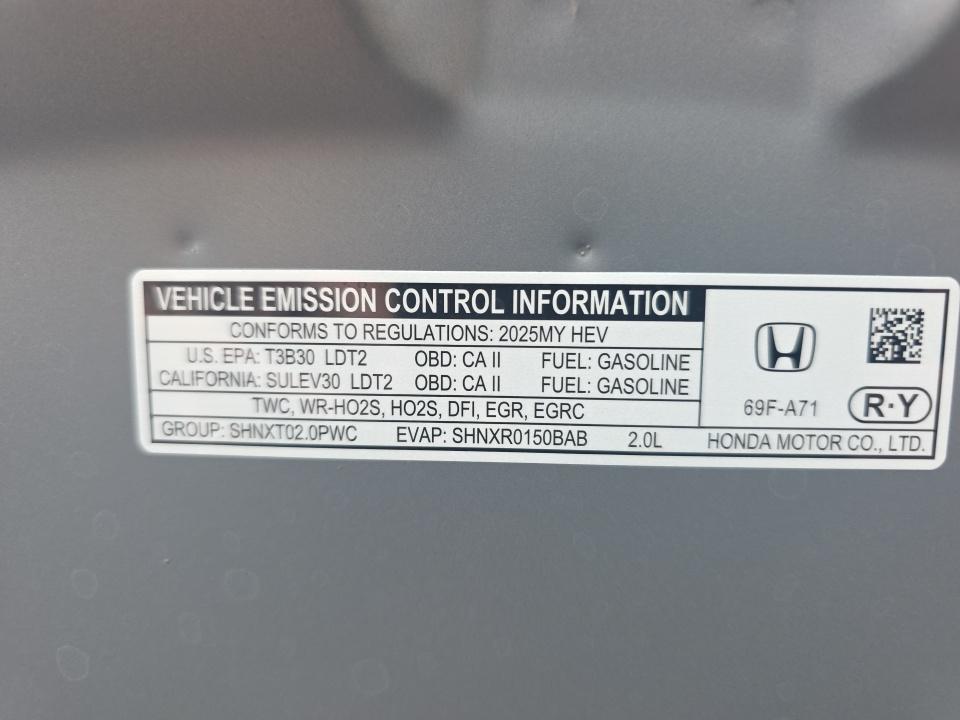 VEHICLE EMISSION CONTROL INFORMATION
CONFORMS TO REGULATIONS: 2025MY HEV
U.S. EPA: T3B30 LDT2 OBD: CA II FUEL: GASOLINE
CALIFORNIA: SULEV30 LDT2 OBD: CA II FUEL: GASOLINE
TWC, WR-HO2S, HO2S, DFI, EGR, EGRC
GROUP: SHNXT02.0PWC EVAP: SHNXR0150BAB 2.0L
69F-A71 R·Y
HONDA MOTOR CO., LTD.